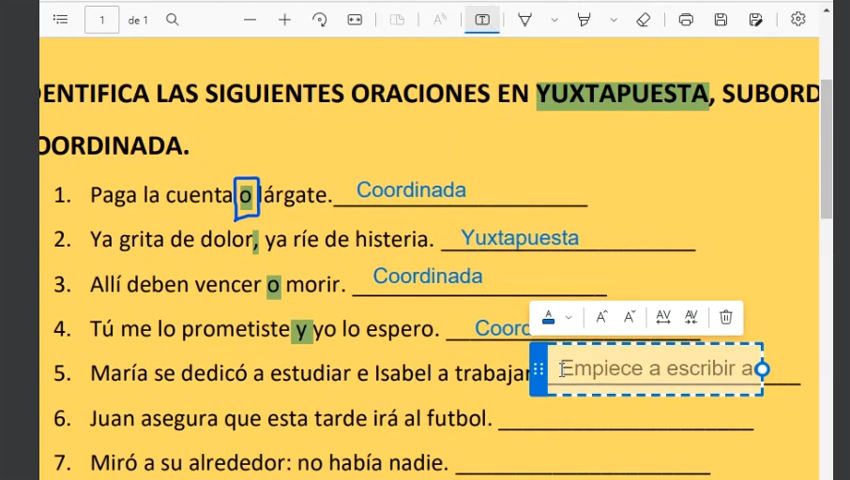 1 de 1
DENTIFICA LAS SIGUIENTES ORACIONES EN YUXTAPUESTA, SUBORD
OORDINADA.
1. Paga la cuenta o lárgate. Coordinada
2. Ya grita de dolor, ya ríe de histeria. Yuxtapuesta
3. Allí deben vencer o morir. Coordinada
4. Tú me lo prometiste y yo lo espero. Coord
5. María se dedicó a estudiar e Isabel a trabajar Empiece a escribir a
6. Juan asegura que esta tarde irá al futbol.
7. Miró a su alrededor: no había nadie.